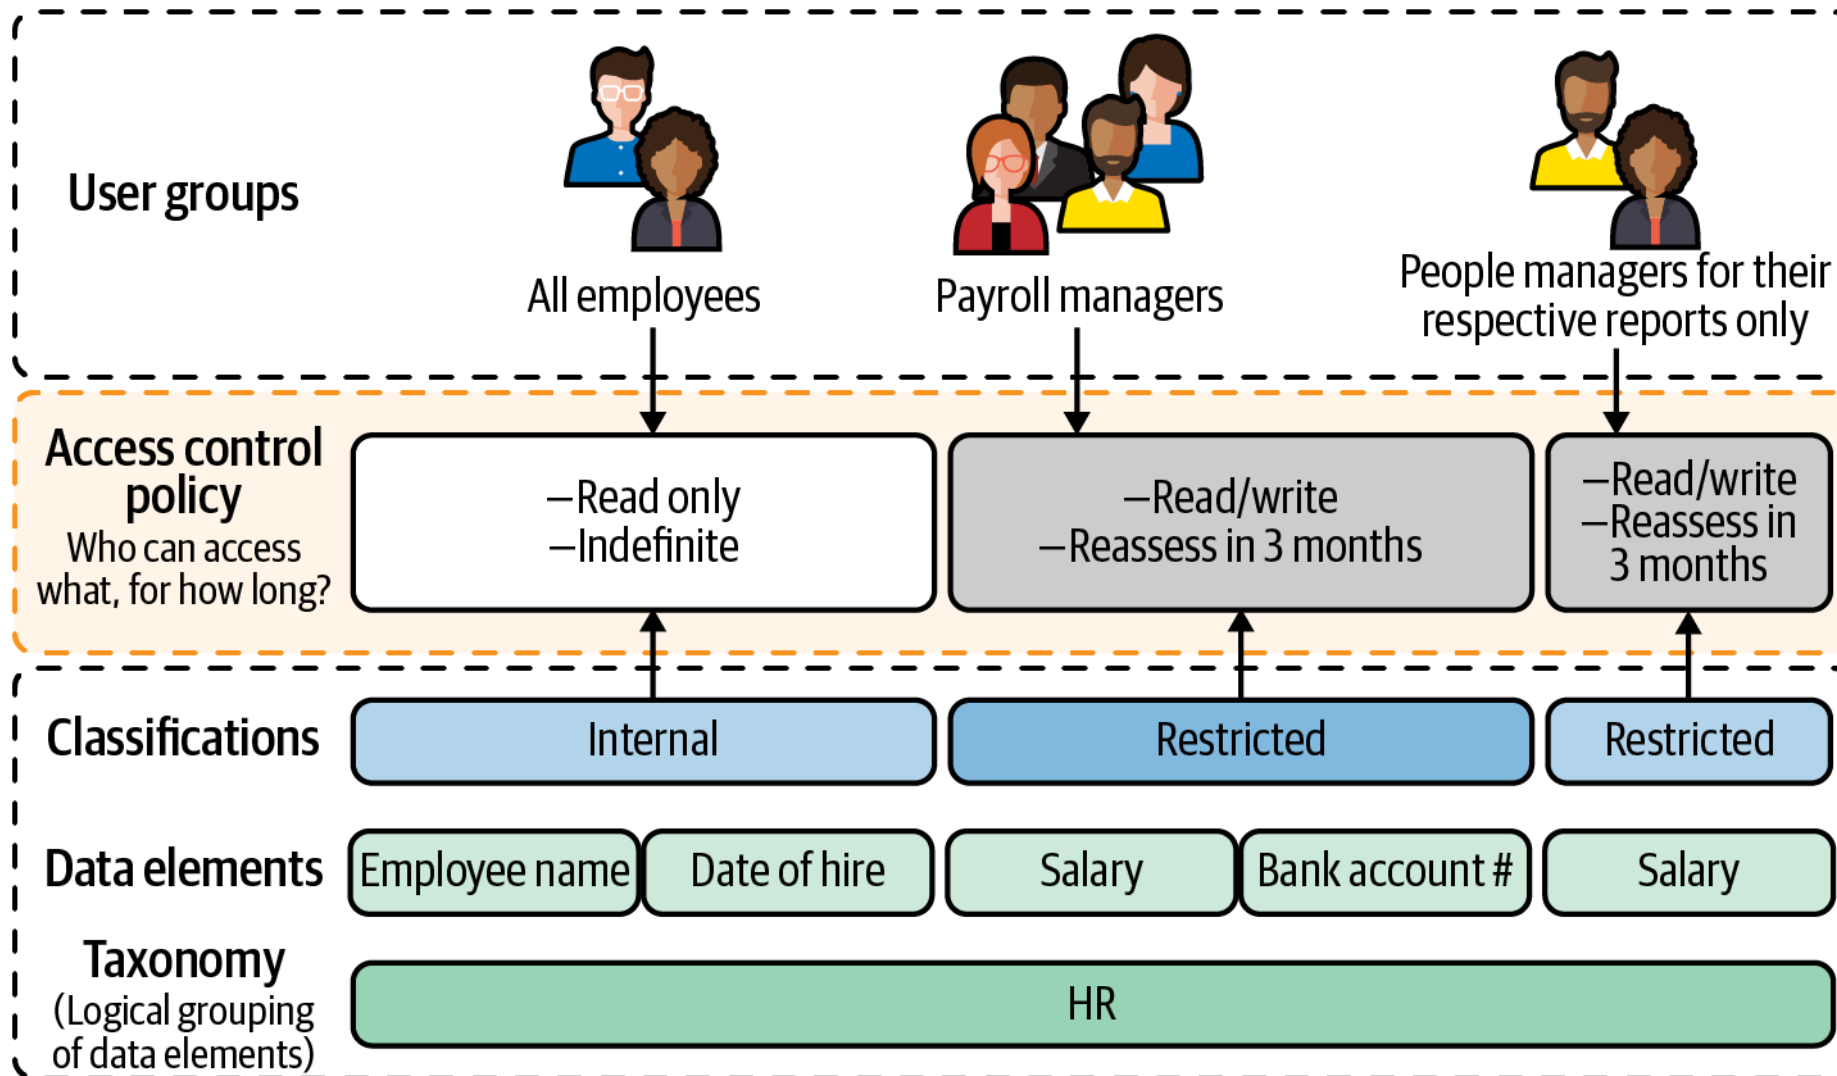 User groups
All employees
Payroll managers
People managers for their
respective reports only
Access control
policy
Who can access
what, for how long?
–Read only
–Indefinite
–Read/write
–Reassess in 3 months
–Read/write
–Reassess in
3 months
Classifications
Internal
Restricted
Restricted
Data elements
Employee name
Date of hire
Salary
Bank account #
Salary
Taxonomy
(Logical grouping
of data elements)
HR